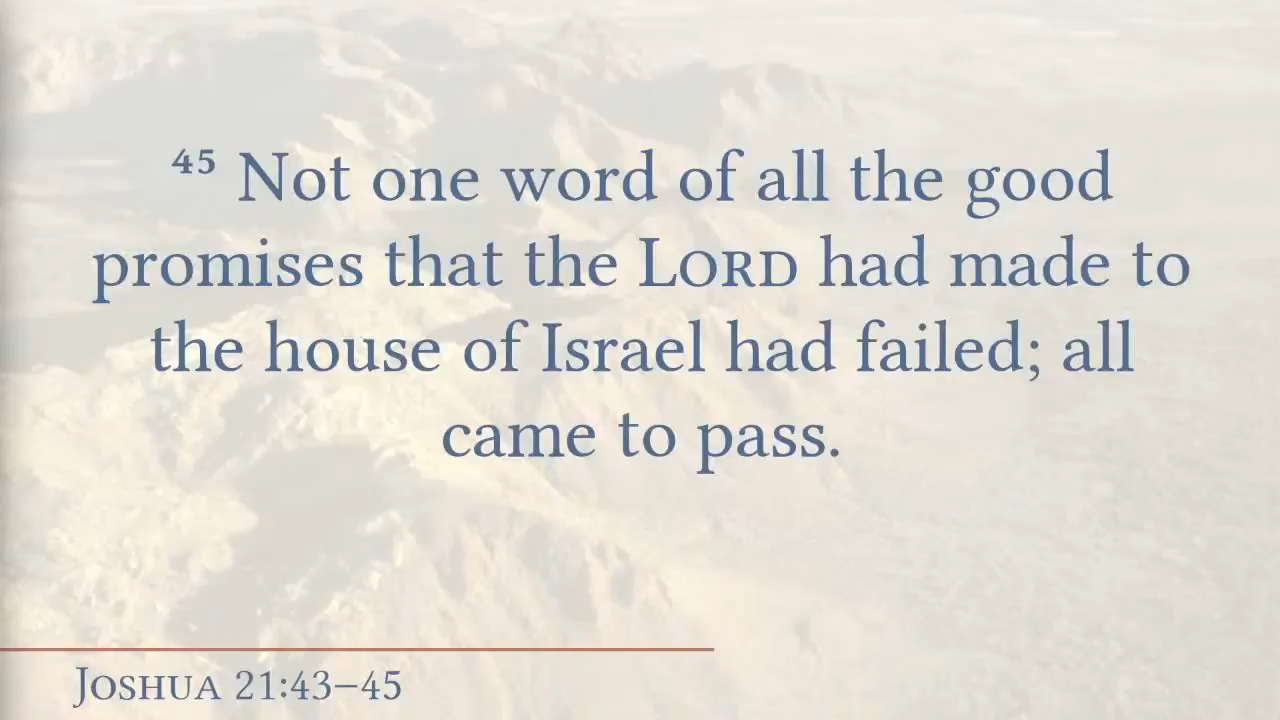 ⁴⁵ Not one word of all the good
promises that the LORD had made to
the house of Israel had failed; all
came to pass.
JOSHUA 21:43–45